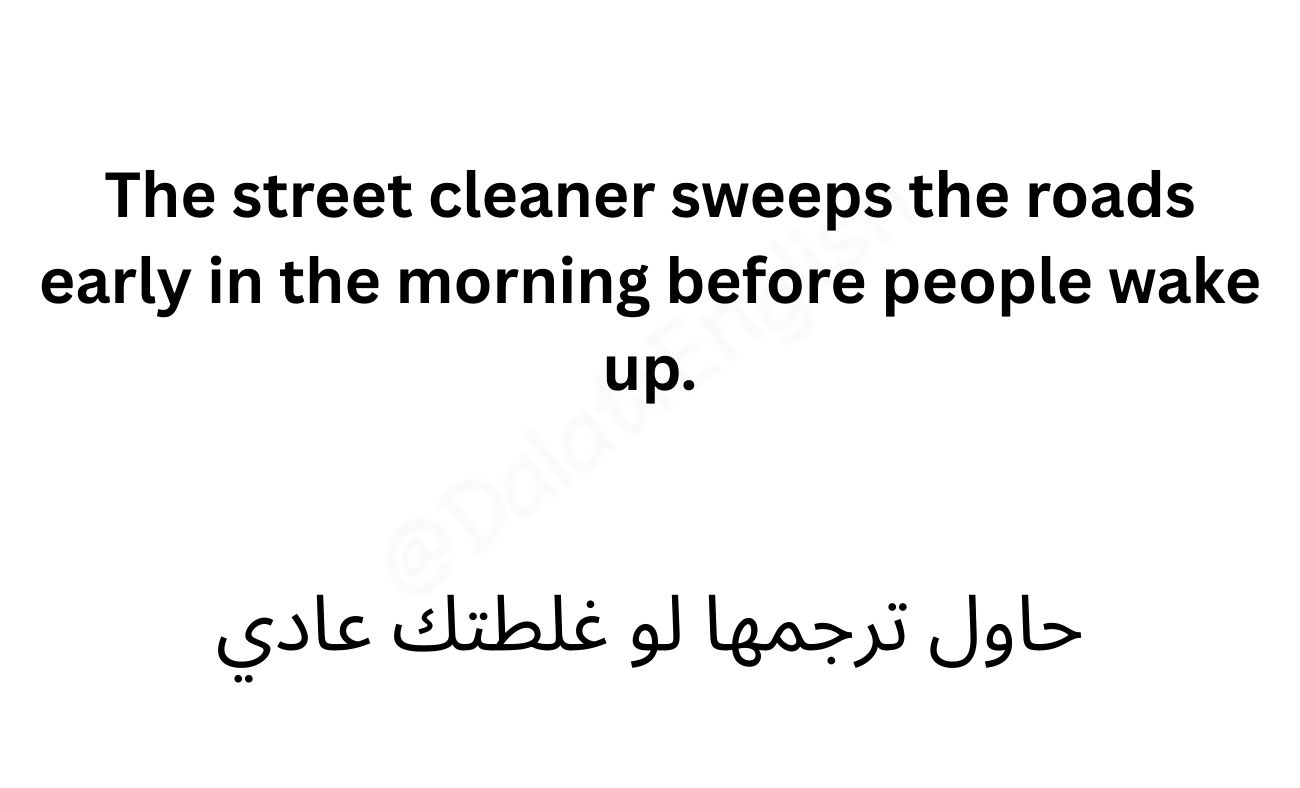 The street cleaner sweeps the roads
early in the morning before people wake
up.
@DalatiEnglish
حاول ترجمها لو غلطتك عادي